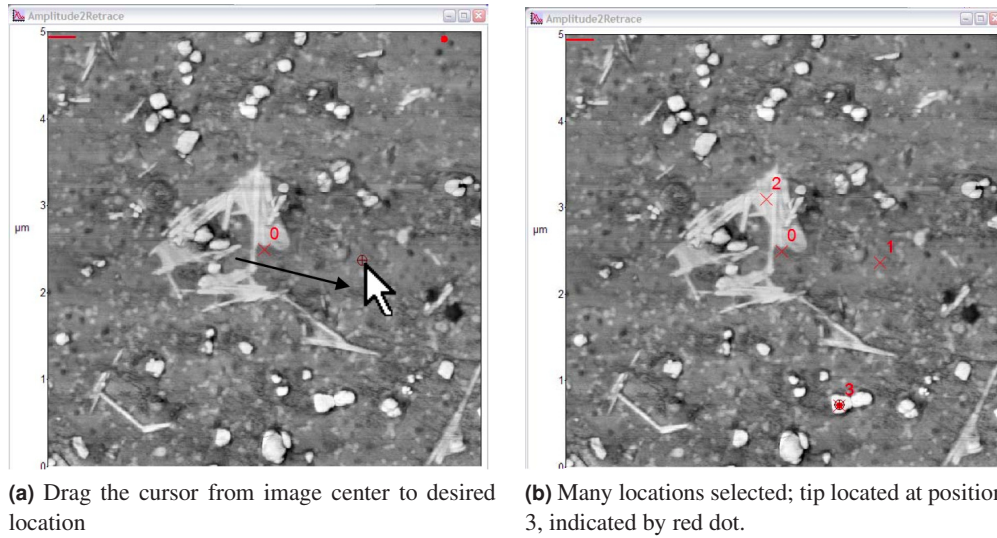 Amplitude2Retrace
5
4
3
µm
2
1
0
0
Amplitude2Retrace
5
4
3
µm
2
1
0
2
0
1
3
(a) Drag the cursor from image center to desired
location
(b) Many locations selected; tip located at position
3, indicated by red dot.